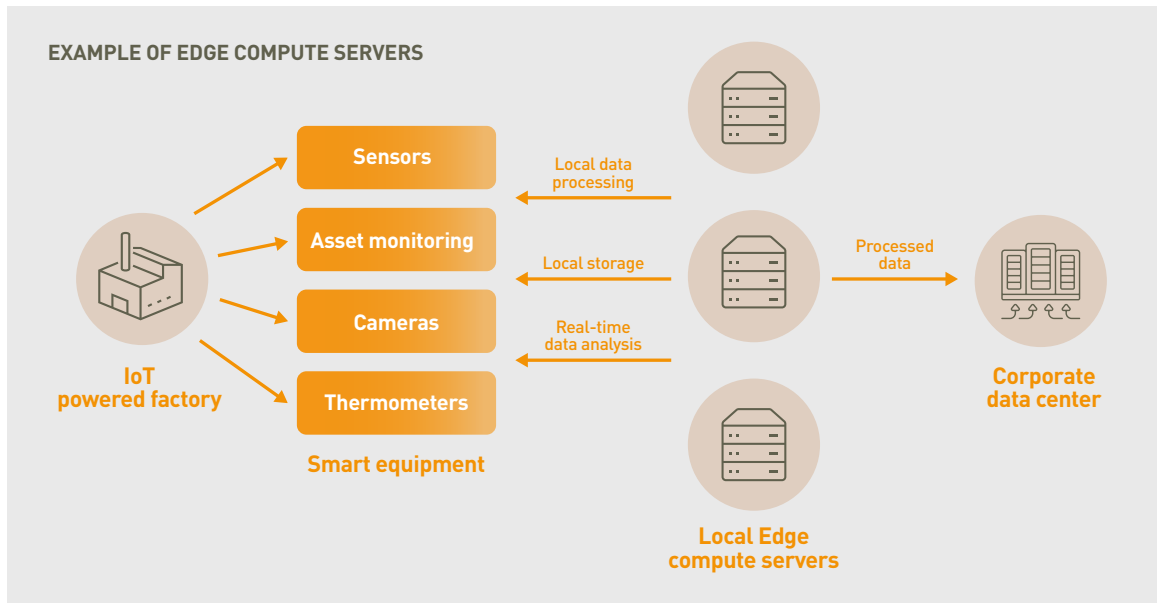 EXAMPLE OF EDGE COMPUTE SERVERS
IoT
powered factory
Sensors
Asset monitoring
Cameras
Thermometers
Smart equipment
Local data
processing
Local storage
Real-time
data analysis
Local Edge
compute servers
Processed
data
Corporate
data center